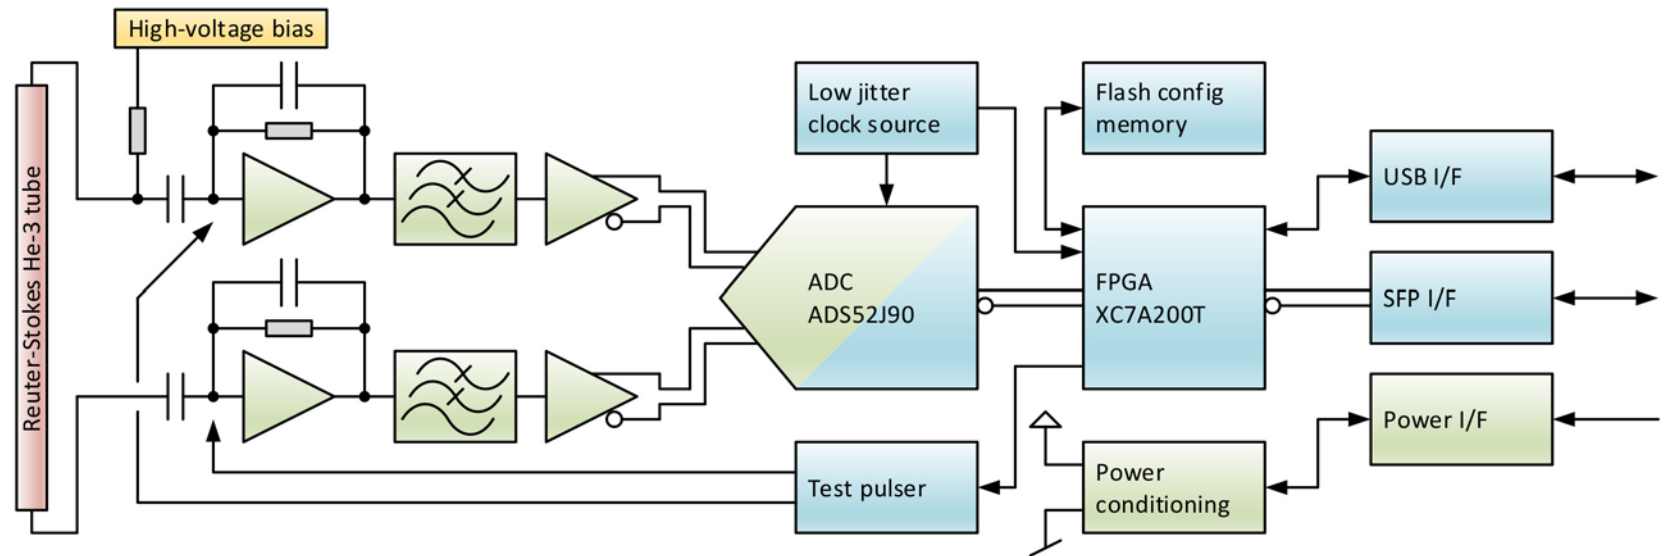 High-voltage bias
Reuter-Stokes He-3 tube
Low jitter
clock source
Flash config
memory
USB I/F
ADC
ADS52J90
FPGA
XC7A200T
SFP I/F
Power I/F
Test pulser
Power
conditioning